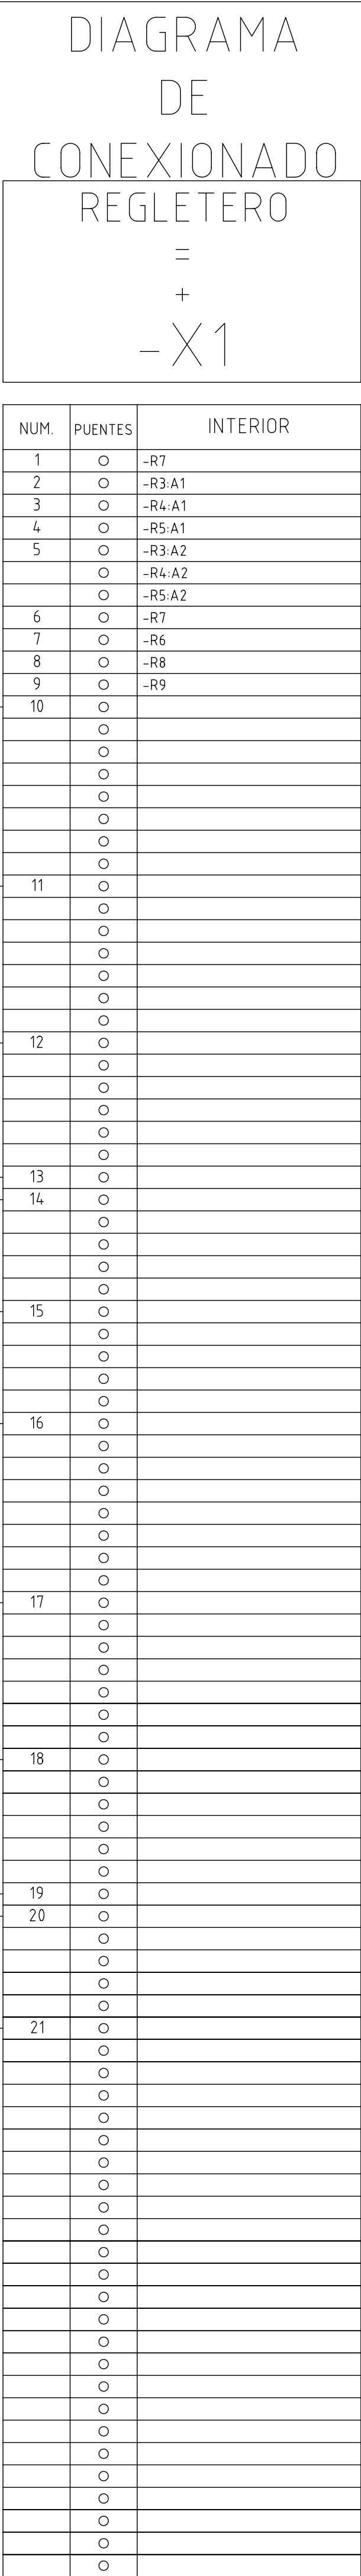 DIAGRAMA
DE
CONEXIONADO
REGLETERO
=
+
-X1
NUM. PUENTES INTERIOR
1 -R7
2 -R3:A1
3 -R4:A1
4 -R5:A1
5 -R3:A2
-R4:A2
-R5:A2
6 -R7
7 -R6
8 -R8
9 -R9
10
11
12
13
14
15
16
17
18
19
20
21